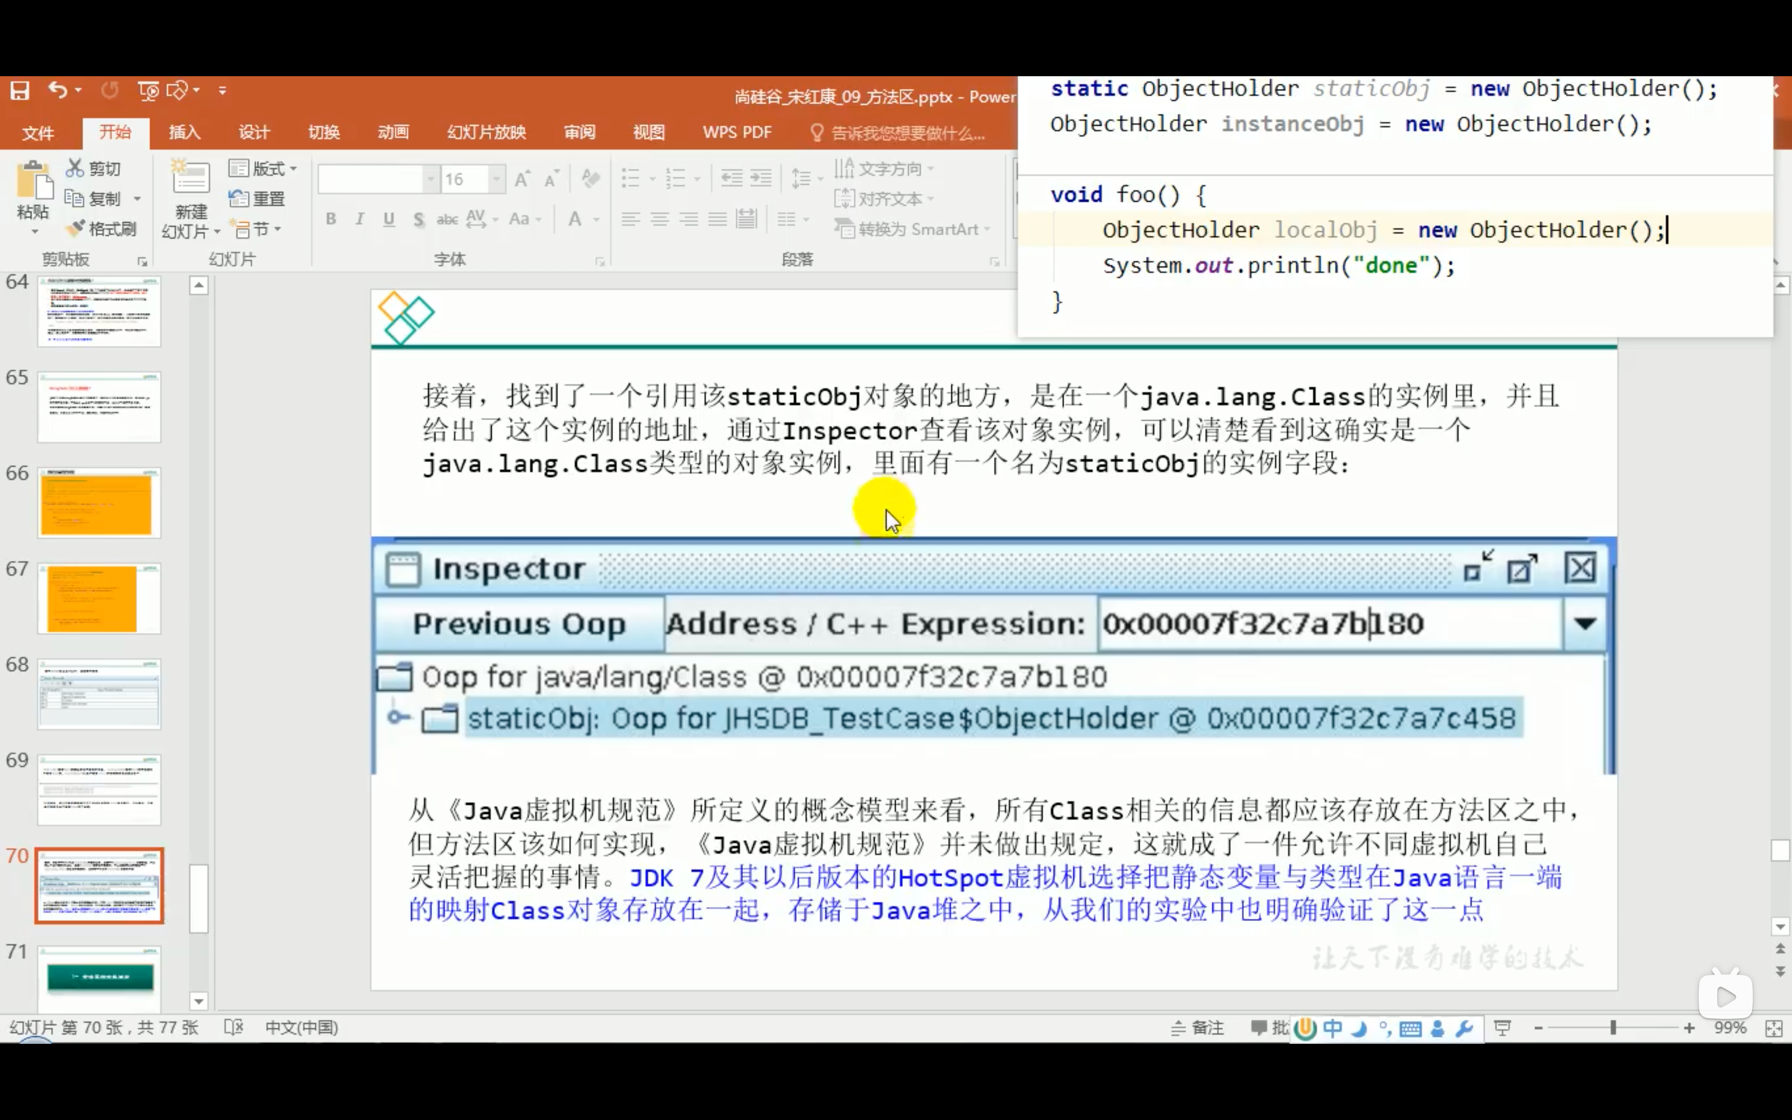 尚硅谷_宋红康_09_方法区.pptx - Power
文件 开始 插入 设计 切换 动画 幻灯片放映 审阅 视图 WPS PDF 告诉我您想要做什么...
粘贴 剪切 复制 格式刷 剪贴板
新建 幻灯片 版式 重置 节 幻灯片
16
B I U S abc AV Aa A
字体
文字方向
对齐文本
转换为 SmartArt
段落
static ObjectHolder staticObj = new ObjectHolder();
ObjectHolder instanceObj = new ObjectHolder();
void foo() {
ObjectHolder localObj = new ObjectHolder();
System.out.println("done");
}
64
65
66
67
68
69
70
71
接着，找到了一个引用该staticObj对象的地方，是在一个java.lang.Class的实例里，并且
给出了这个实例的地址，通过Inspector查看该对象实例，可以清楚看到这确实是一个
java.lang.Class类型的对象实例，里面有一个名为staticObj的实例字段：
Inspector
Previous Oop Address / C++ Expression: 0x00007f32c7a7b180
Oop for java/lang/Class @ 0x00007f32c7a7b180
staticObj: Oop for JHSDB_TestCase$ObjectHolder @ 0x00007f32c7a7c458
从《Java虚拟机规范》所定义的概念模型来看，所有Class相关的信息都应该存放在方法区之中，
但方法区该如何实现，《Java虚拟机规范》并未做出规定，这就成了一件允许不同虚拟机自己
灵活把握的事情。JDK 7及其以后版本的HotSpot虚拟机选择把静态变量与类型在Java语言一端
的映射Class对象存放在一起，存储于Java堆之中，从我们的实验中也明确验证了这一点
让天下没有难学的技术
幻灯片 第 70 张，共 77 张 中文(中国) 备注 批 中 99%